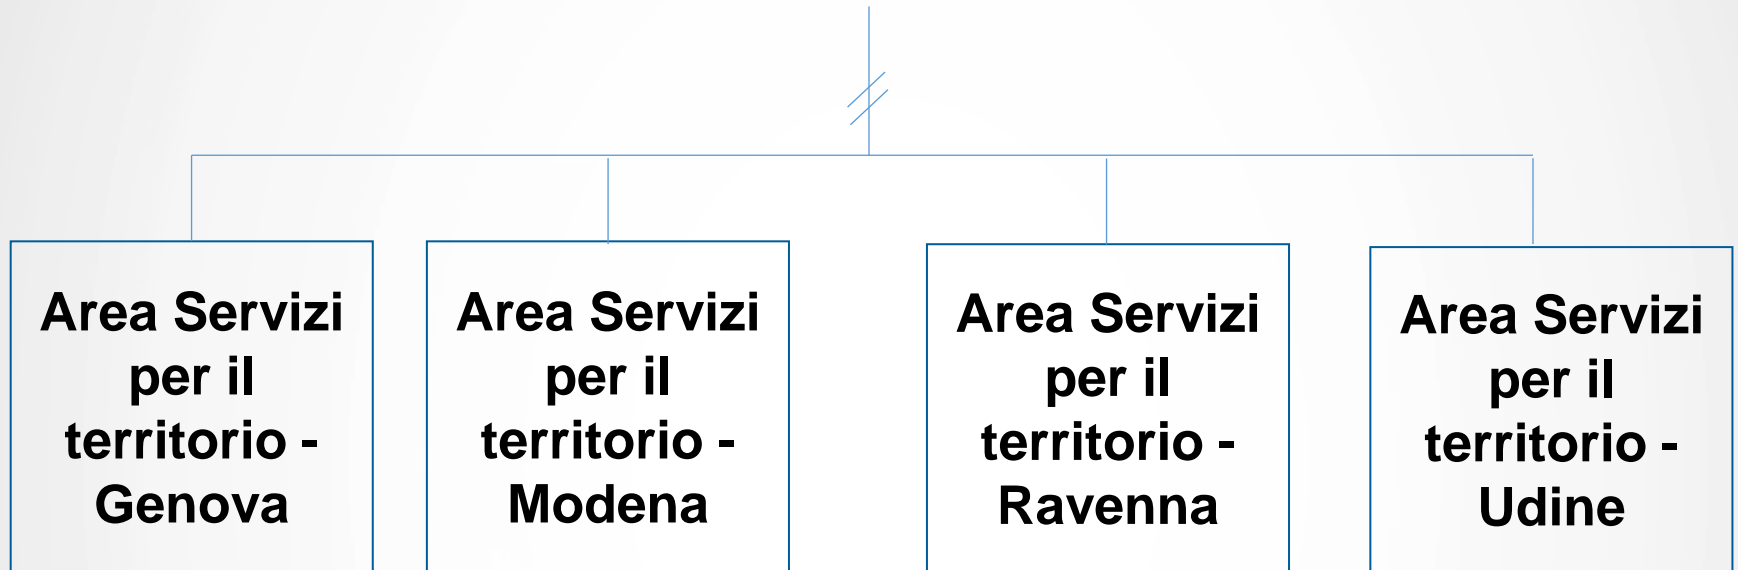 Area Servizi
per il
territorio -
Genova
Area Servizi
per il
territorio -
Modena
Area Servizi
per il
territorio -
Ravenna
Area Servizi
per il
territorio -
Udine